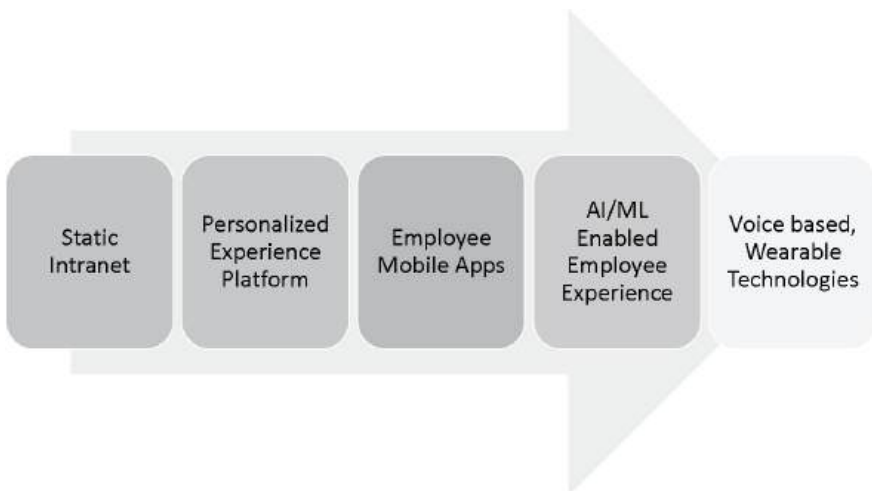 Static
Intranet
Personalized
Experience
Platform
Employee
Mobile Apps
AI/ML
Enabled
Employee
Experience
Voice based,
Wearable
Technologies